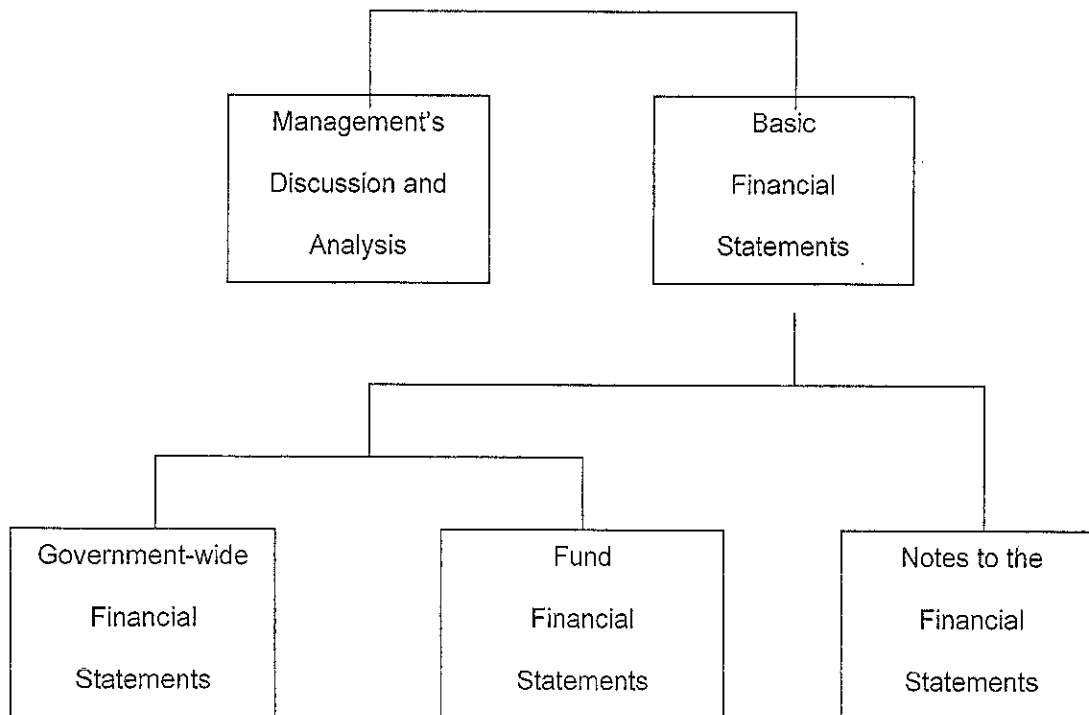 Management's
Discussion and
Analysis
Basic
Financial
Statements
Government-wide
Financial
Statements
Fund
Financial
Statements
Notes to the
Financial
Statements